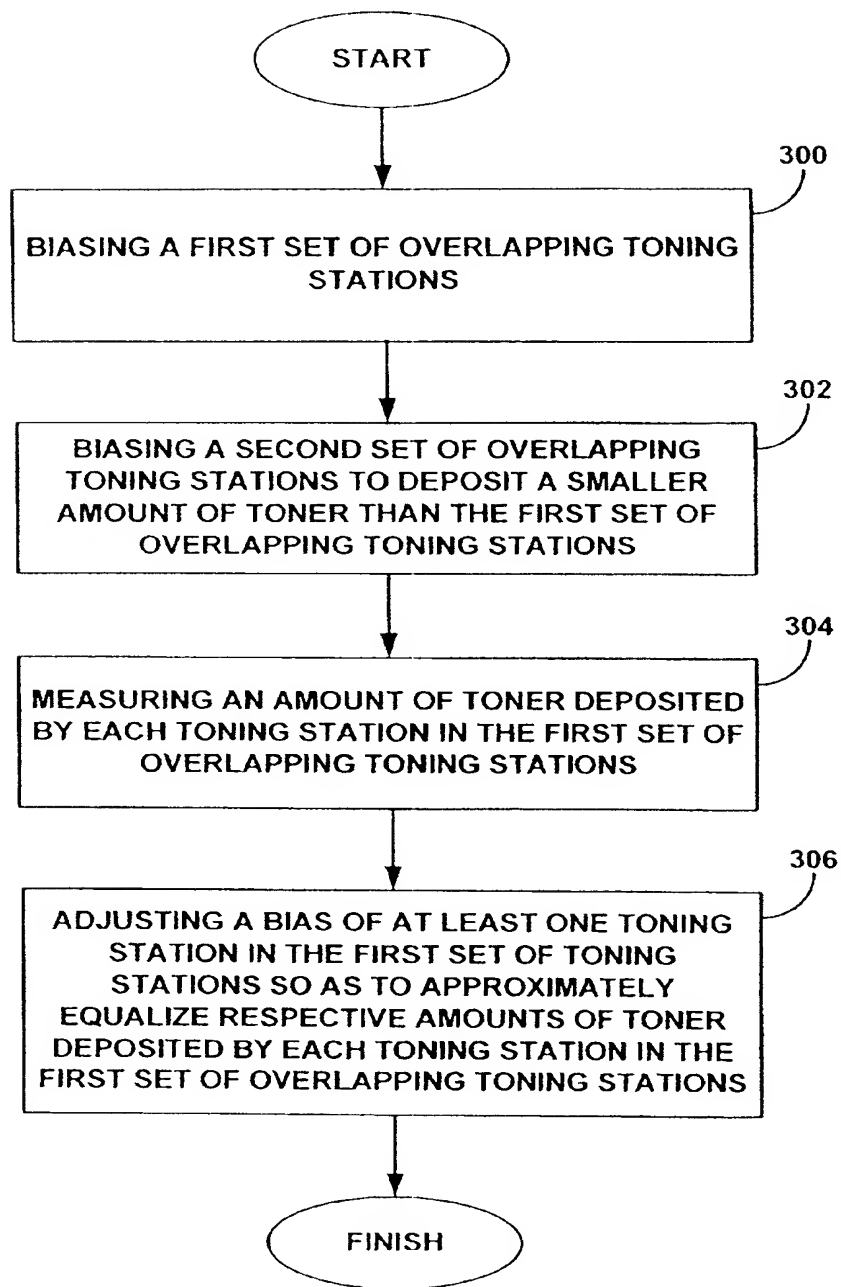 START
300
BIASING A FIRST SET OF OVERLAPPING TONING
STATIONS
302
BIASING A SECOND SET OF OVERLAPPING
TONING STATIONS TO DEPOSIT A SMALLER
AMOUNT OF TONER THAN THE FIRST SET OF
OVERLAPPING TONING STATIONS
304
MEASURING AN AMOUNT OF TONER DEPOSITED
BY EACH TONING STATION IN THE FIRST SET OF
OVERLAPPING TONING STATIONS
306
ADJUSTING A BIAS OF AT LEAST ONE TONING
STATION IN THE FIRST SET OF TONING
STATIONS SO AS TO APPROXIMATELY
EQUALIZE RESPECTIVE AMOUNTS OF TONER
DEPOSITED BY EACH TONING STATION IN THE
FIRST SET OF OVERLAPPING TONING STATIONS
FINISH